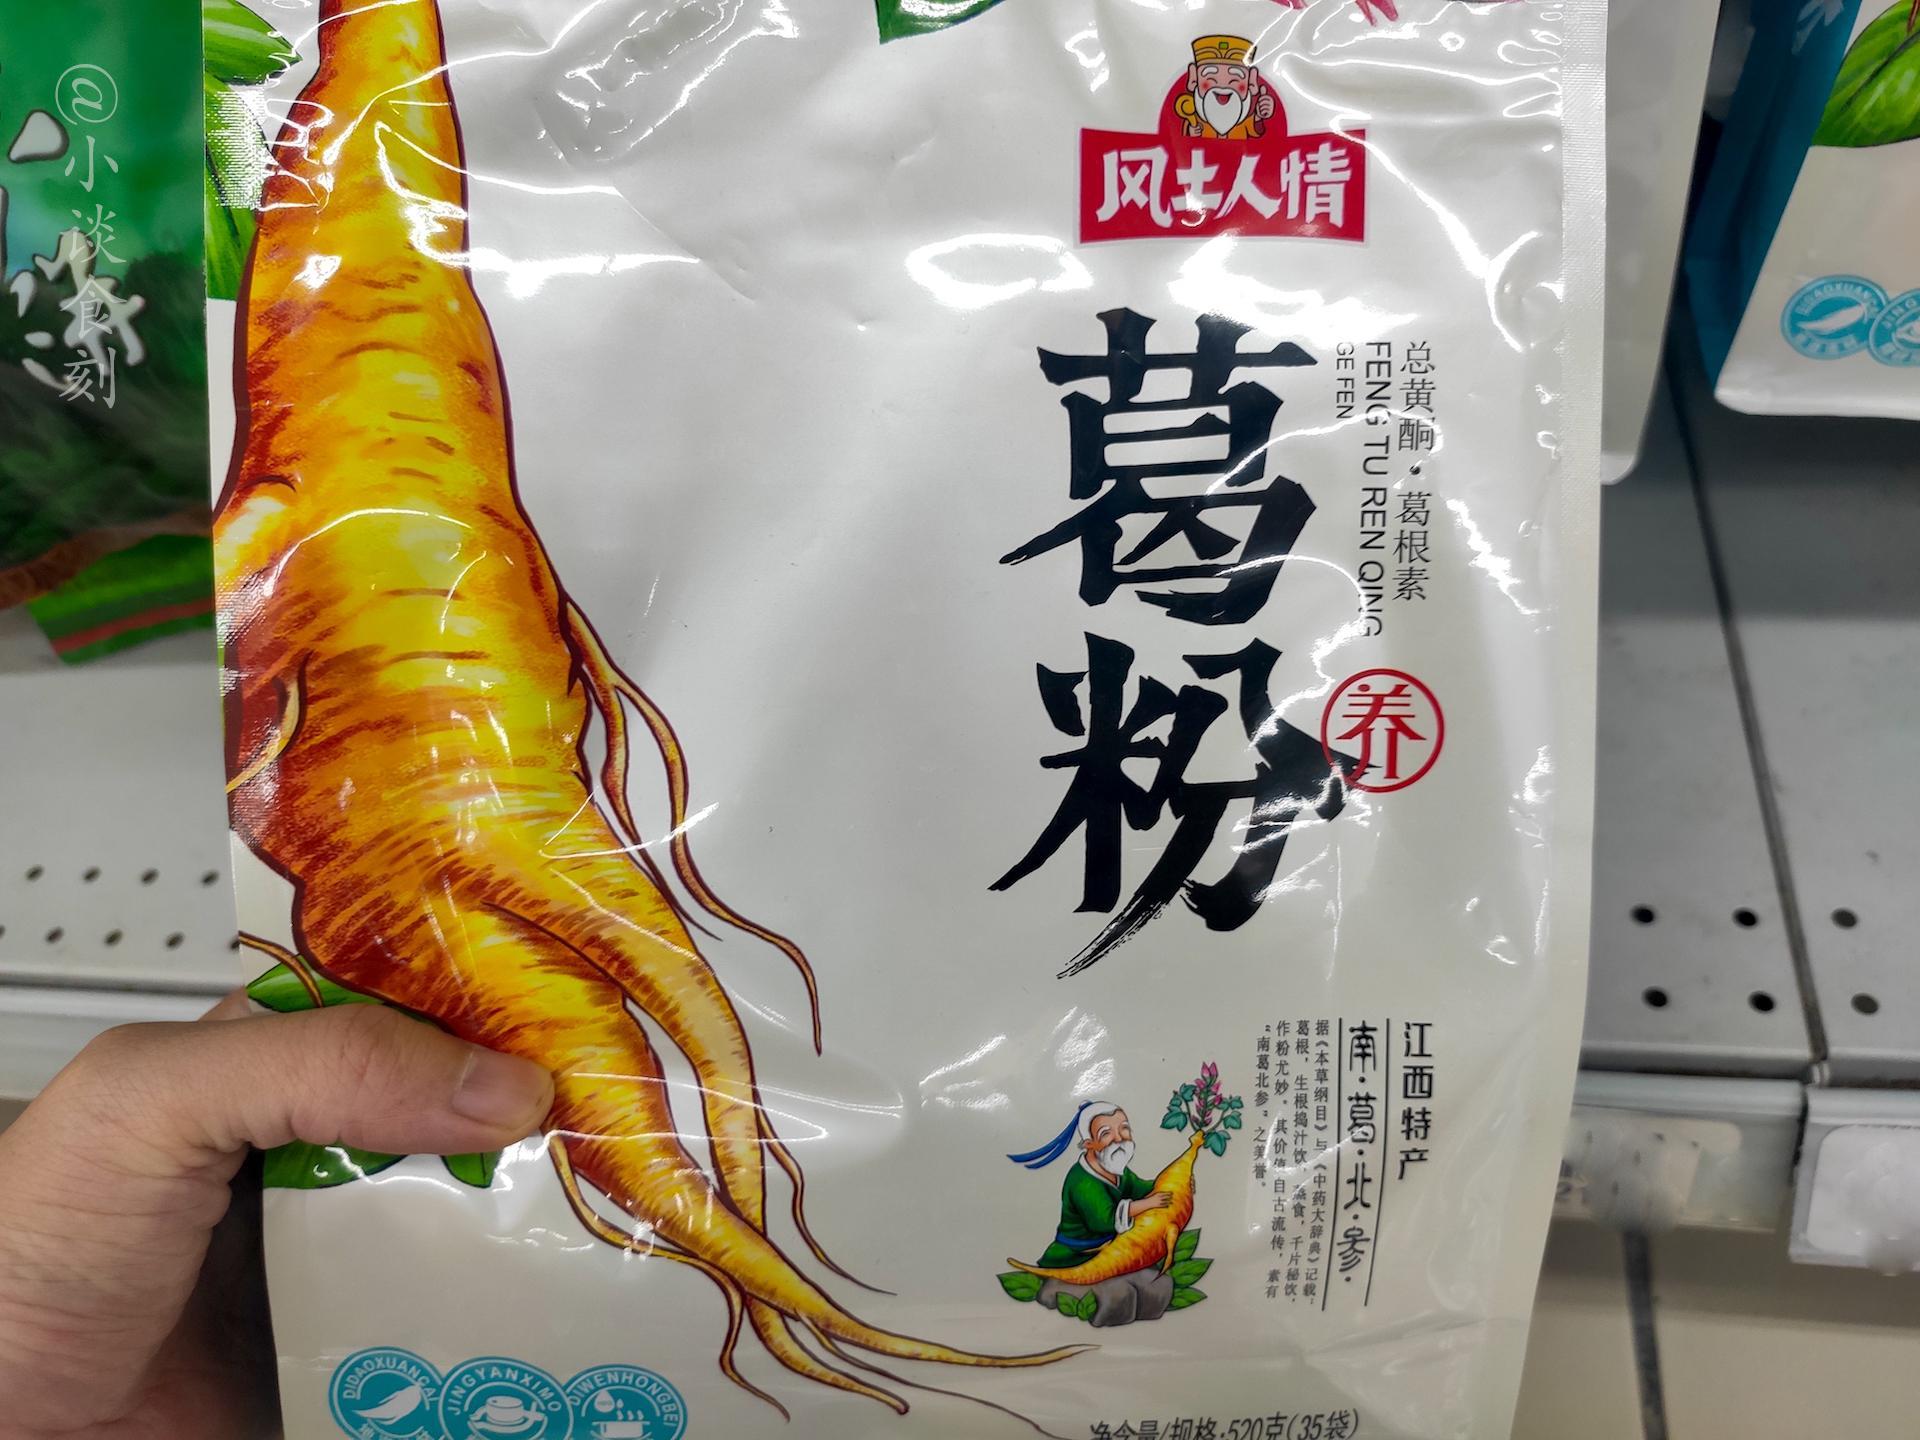 小谈食刻
风土人情
葛粉
GE FEN
FENG TU REN QING
总黄酮·葛根素
养
江西特产
南·葛·北·参·
据《本草纲目》与《中药大辞典》记载:
葛根,生根捣汁饮,蒸食,千片秘饮,
作粉尤妙。其价值自古流传,素有
“南葛北参”之美誉。
DIDAOXUANCAI
JINGYANXIMO
DIWENHONGBEI
净含量/规格:520克(35袋)
DIDAOXUANCAI